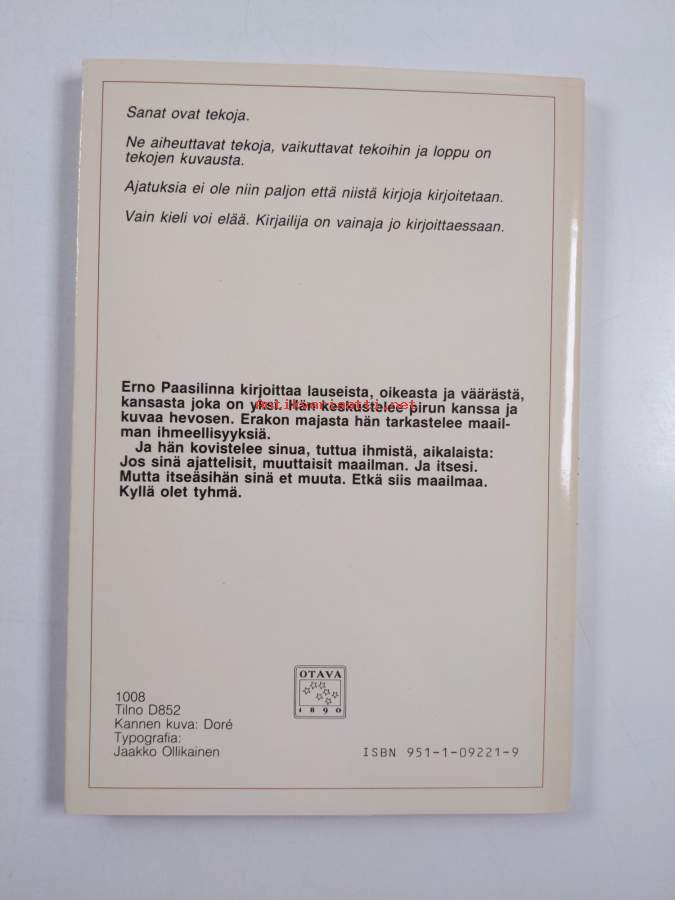 Sanat ovat tekoja.
Ne aiheuttavat tekoja, vaikuttavat tekoihin ja loppu on
tekojen kuvausta.
Ajatuksia ei ole niin paljon että niistä kirjoja kirjoitetaan.
Vain kieli voi elää. Kirjailija on vainaja jo kirjoittaessaan.
Erno Paasilinna kirjoittaa lauseista, oikeasta ja väärästä,
kansasta joka on yksi. Hän keskustelee pirun kanssa ja
kuvaa hevosen. Erakon majasta hän tarkastelee maail-
man ihmeellisyyksiä.
Ja hän kovistelee sinua, tuttua ihmistä, aikalaista:
Jos sinä ajattelisit, muuttaisit maailman. Ja itsesi.
Mutta itseäsihän sinä et muuta. Etkä siis maailmaa.
Kyllä olet tyhmä.
OTAVA
1890
1008
Tilno D852
Kannen kuva: Doré
Typografia:
Jaakko Ollikainen
ISBN 951-1-09221-9